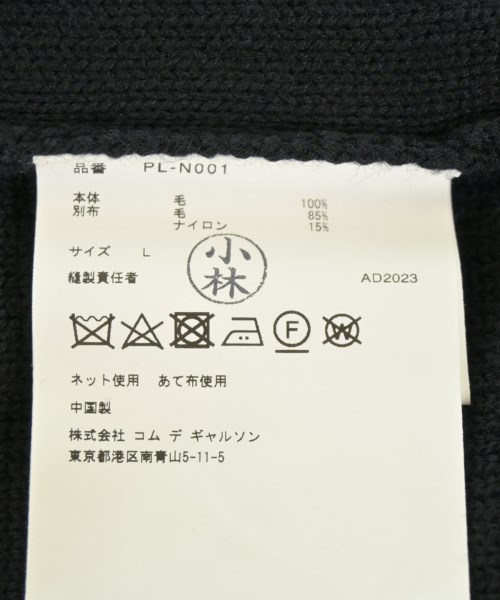 品番 PL-N001
本体 毛 100%
別布 毛 85%
ナイロン 15%
サイズ L
小林
縫製責任者 AD2023
F W
ネット使用 あて布使用
中国製
株式会社 コム デ ギャルソン
東京都港区南青山5-11-5